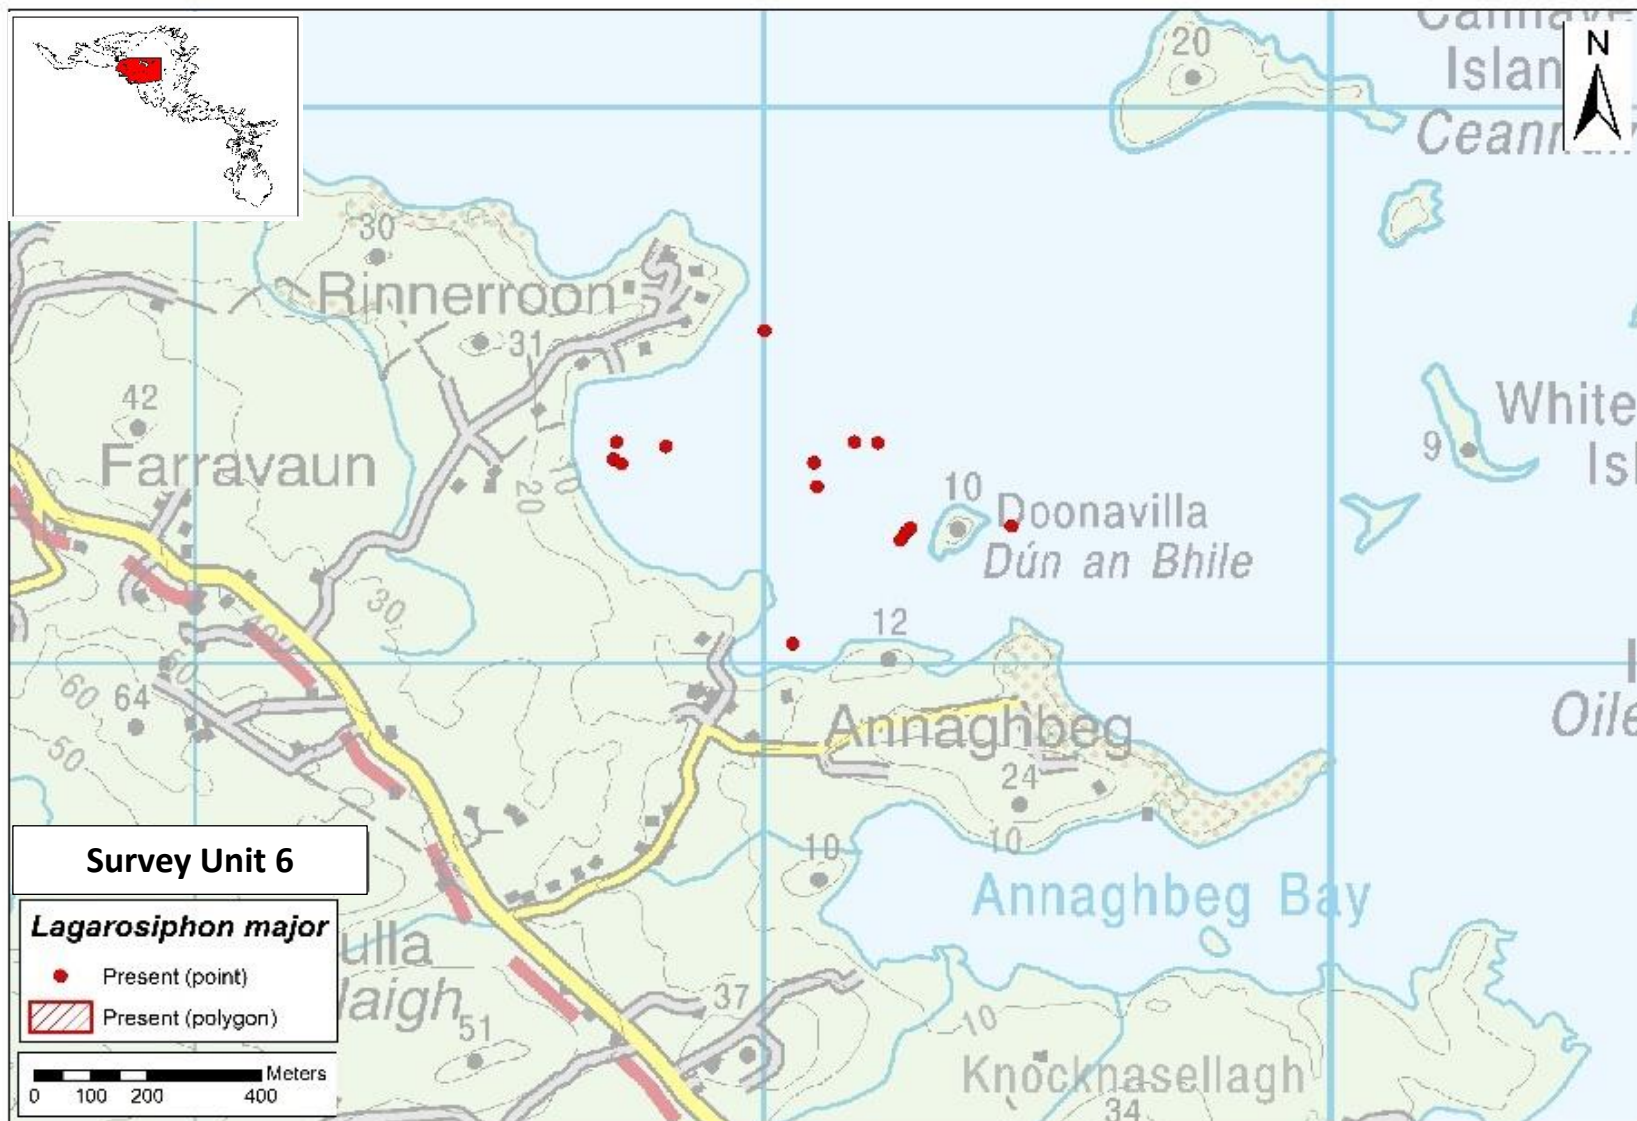 20
Islan
N
30
Rinnerroon
31
42
Farravaun
10
20
30
60
64
60
50
White
Isl
9
10
Doonavilla
Dún an Bhile
12
Annaghbeg
24
10
Oile
10
Annaghbeg Bay
Survey Unit 6
Lagarosiphon major
Present (point)
Present (polygon)
Meters
0 100 200 400
ulla
laigh
51
37
10
Knocknasellagh
34